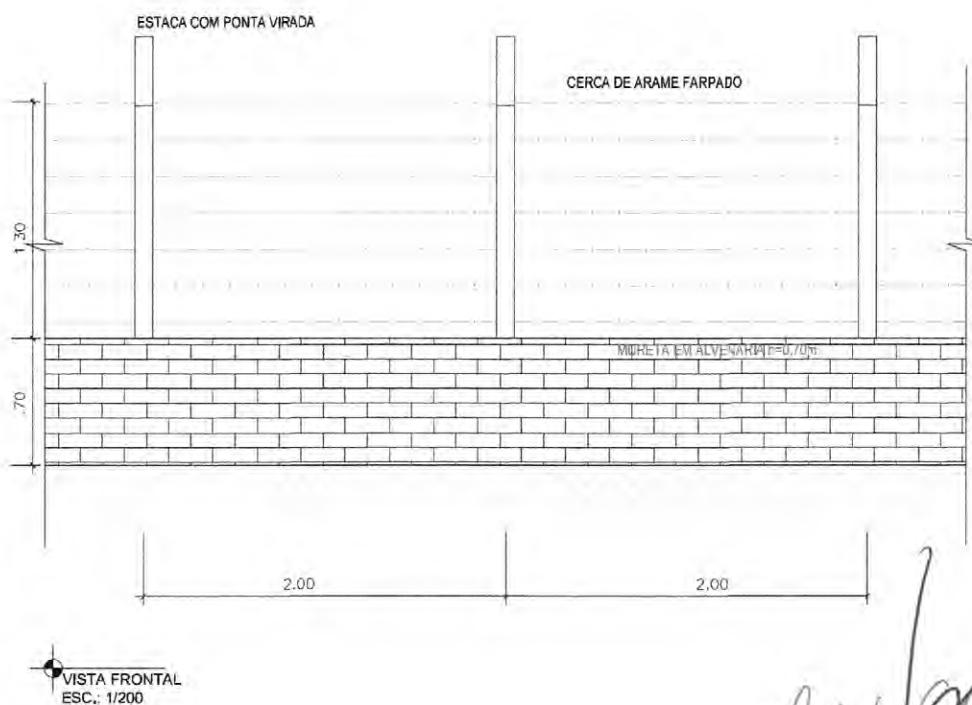 ESTACA COM PONTA VIRADA
CERCA DE ARAME FARPADO
1,30
MURETA EM ALVENARIA h=0,70m
.70
2.00
2,00
VISTA FRONTAL
ESC.: 1/200